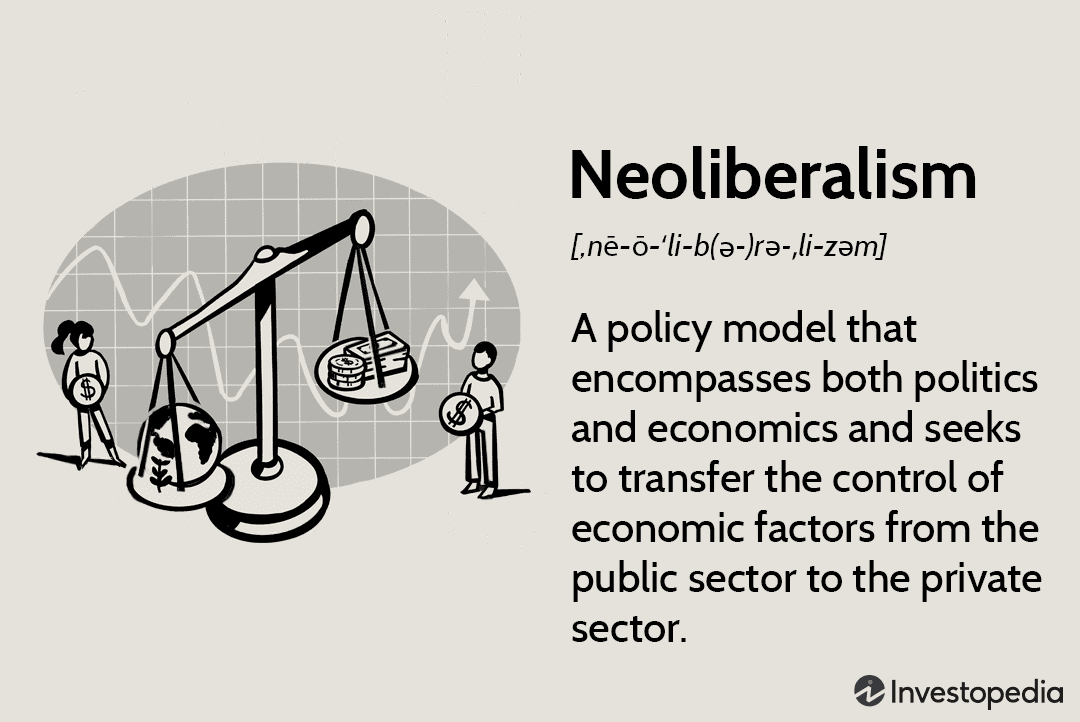 Neoliberalism
[ˌnē-ō-ʻli-b(ə-)rə-ˌli-zəm]
A policy model that
encompasses both politics
and economics and seeks
to transfer the control of
economic factors from the
public sector to the private
sector.
$
$
$
Investopedia